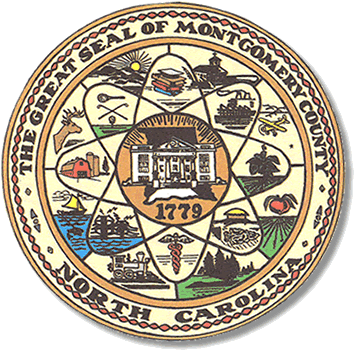 THE GREAT SEAL OF MONTGOMERY COUNTY
1779
NORTH CAROLINA